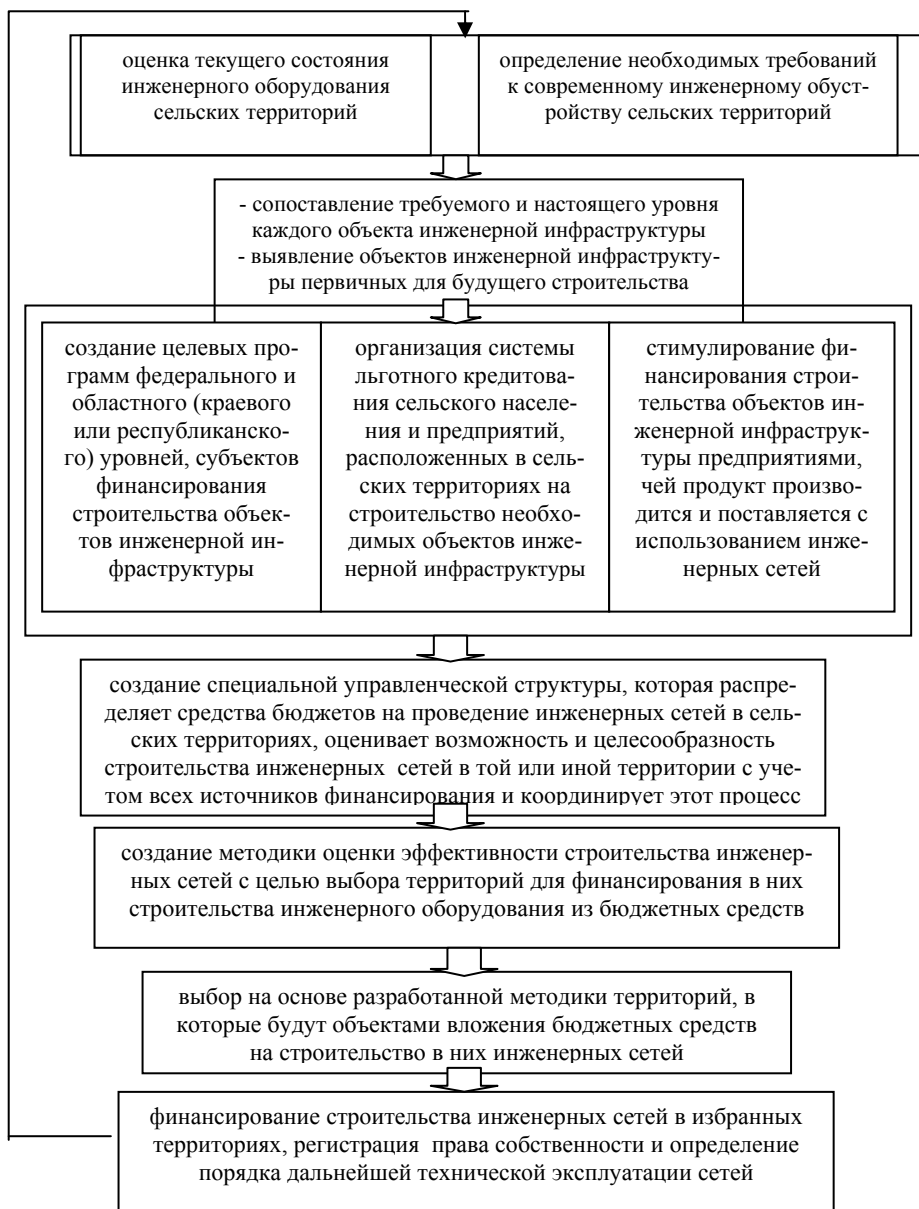 оценка текущего состояния
инженерного оборудования
сельских территорий
определение необходимых требований
к современному инженерному обуст-
ройству сельских территорий
- сопоставление требуемого и настоящего уровня
каждого объекта инженерной инфраструктуры
- выявление объектов инженерной инфраструкту-
ры первичных для будущего строительства
создание целевых про-
грамм федерального и
областного (краевого
или республиканско-
го) уровней, субъектов
финансирования
строительства объек-
тов инженерной ин-
фраструктуры
организация системы
льготного кредитова-
ния сельского населе-
ния и предприятий,
расположенных в сель-
ских территориях на
строительство необхо-
димых объектов инже-
нерной инфраструктуры
стимулирование фи-
нансирования строи-
тельства объектов ин-
женерной инфраструк-
туры предприятиями,
чей продукт произво-
дится и поставляется с
использованием инже-
нерных сетей
создание специальной управленческой структуры, которая распре-
деляет средства бюджетов на проведение инженерных сетей в сель-
ских территориях, оценивает возможность и целесообразность
строительства инженерных сетей в той или иной территории с уче-
том всех источников финансирования и координирует этот процесс
создание методики оценки эффективности строительства инженер-
ных сетей с целью выбора территорий для финансирования в них
строительства инженерного оборудования из бюджетных средств
выбор на основе разработанной методики территорий, в
которые будут объектами вложения бюджетных средств
на строительство в них инженерных сетей
финансирование строительства инженерных сетей в избранных
территориях, регистрация права собственности и определение
порядка дальнейшей технической эксплуатации сетей